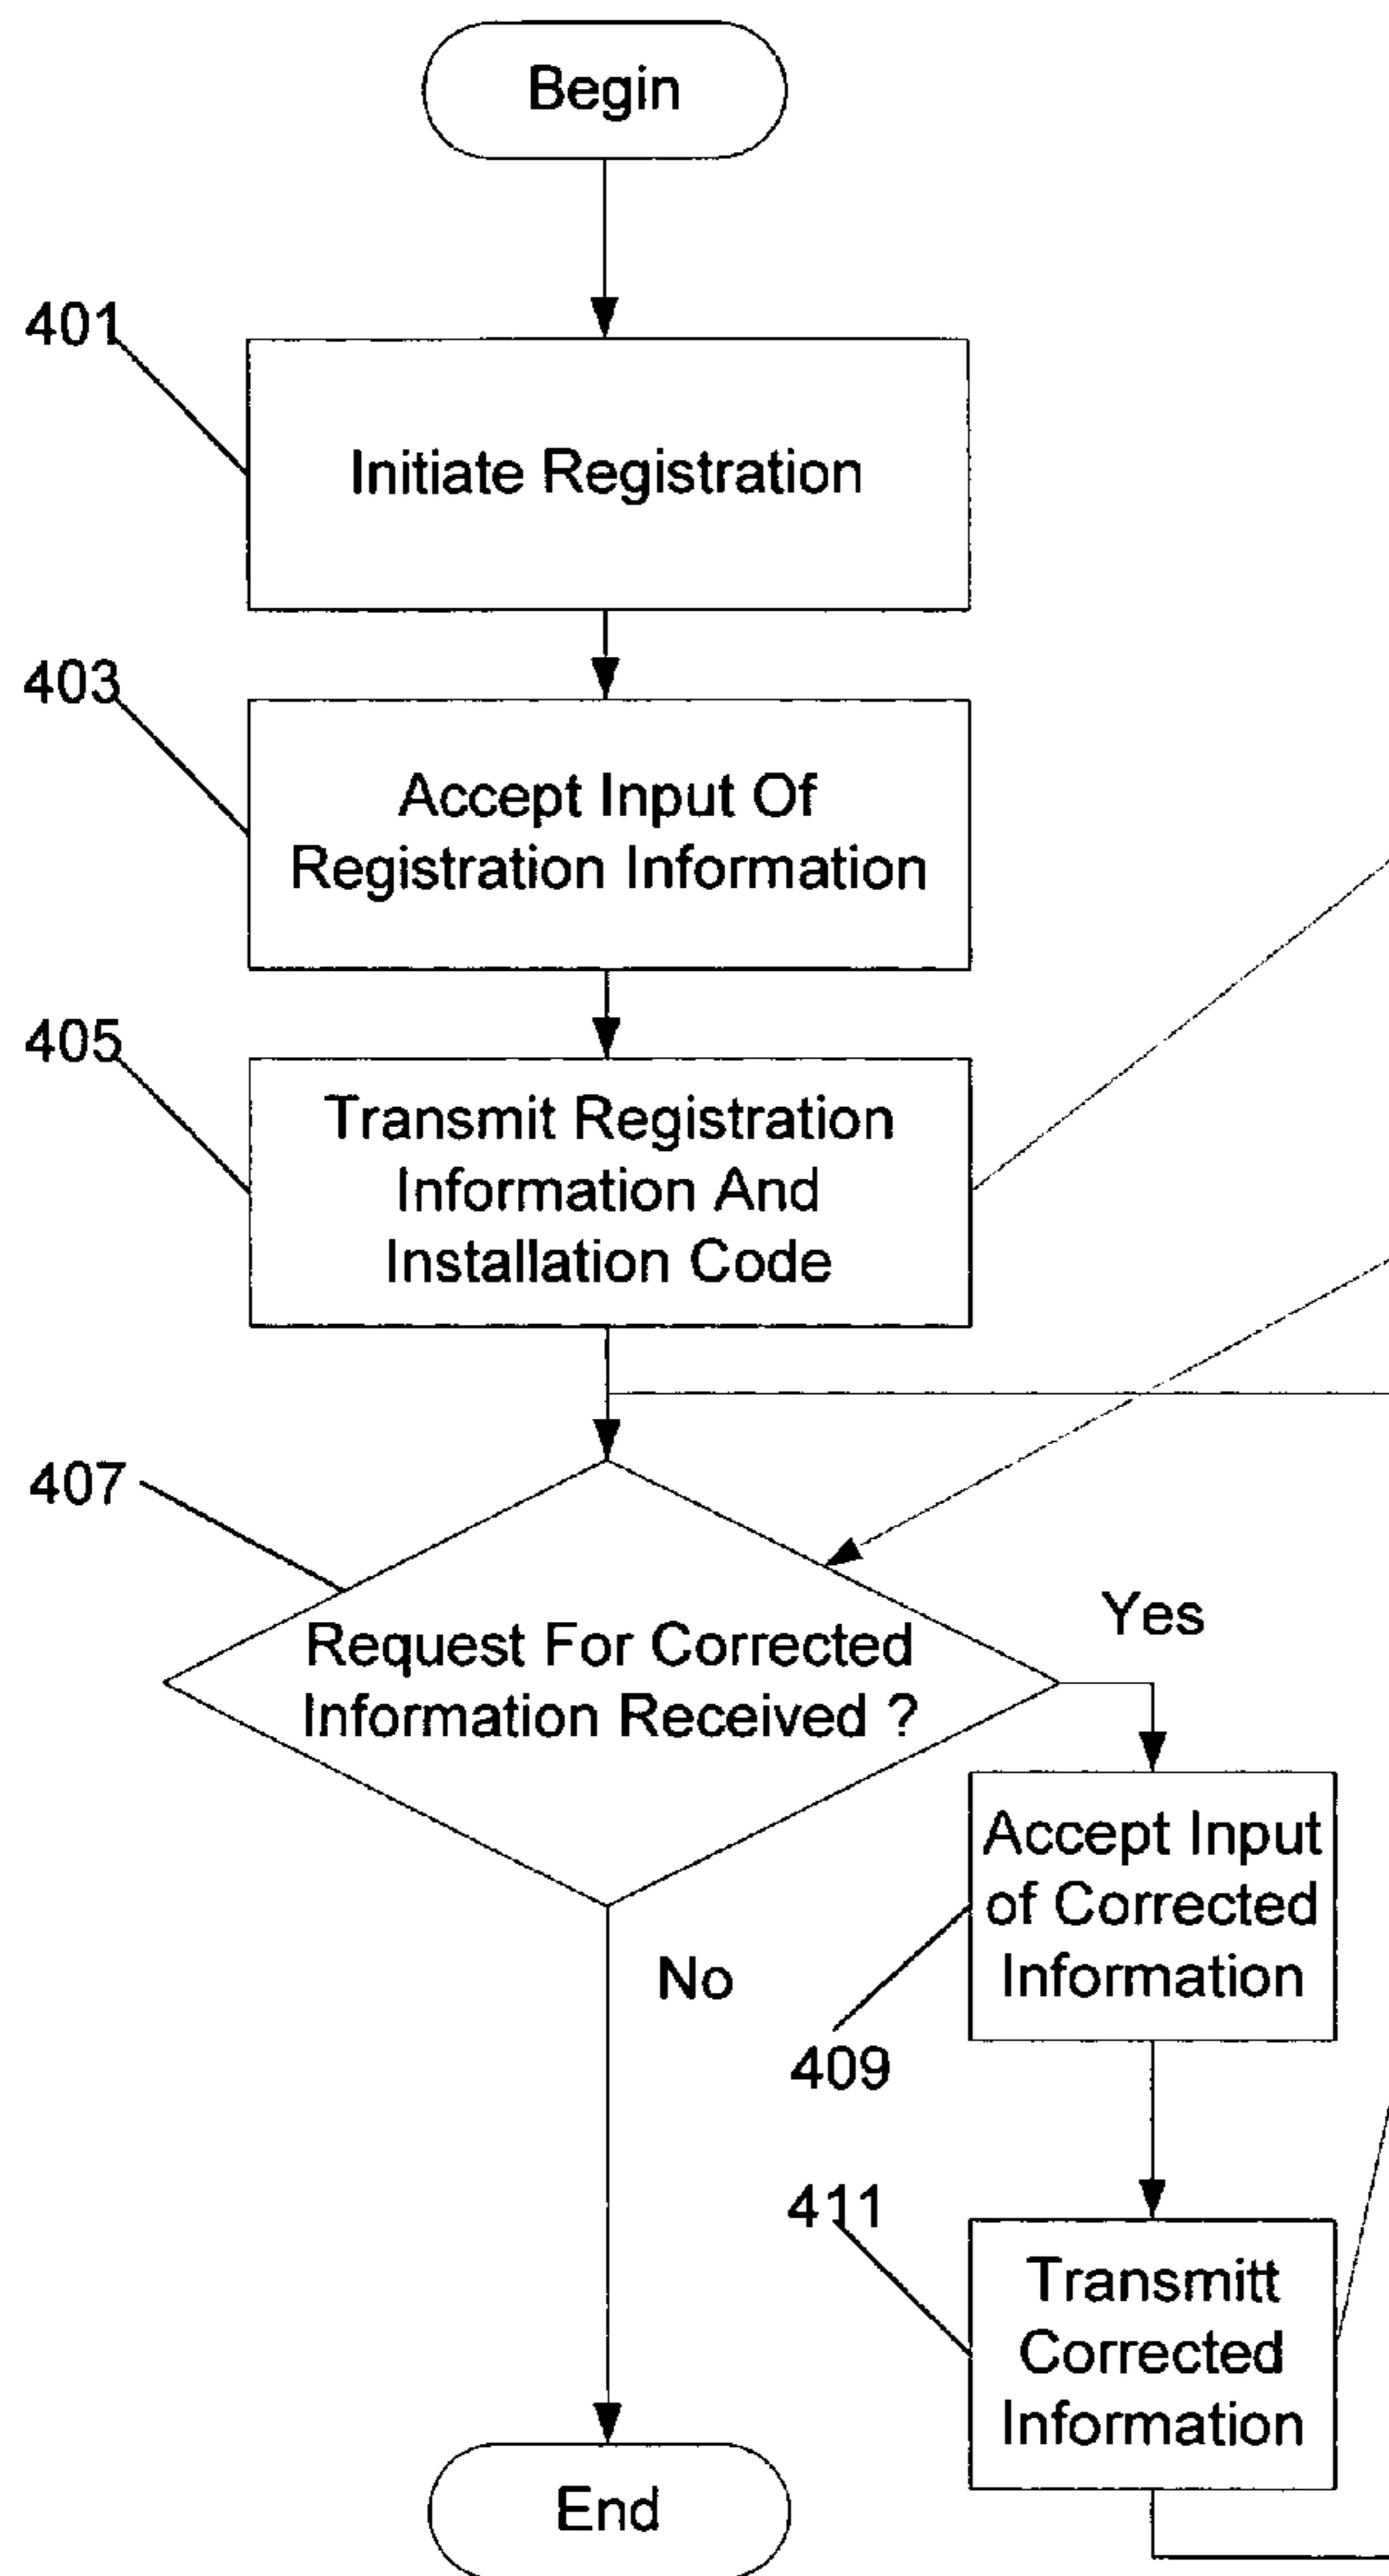 Begin
401
Initiate Registration
403
Accept Input Of
Registration Information
405
Transmit Registration
Information And
Installation Code
407
Request For Corrected
Information Received ?
Yes
Accept Input
of Corrected
Information
No
409
411
Transmitt
Corrected
Information
End